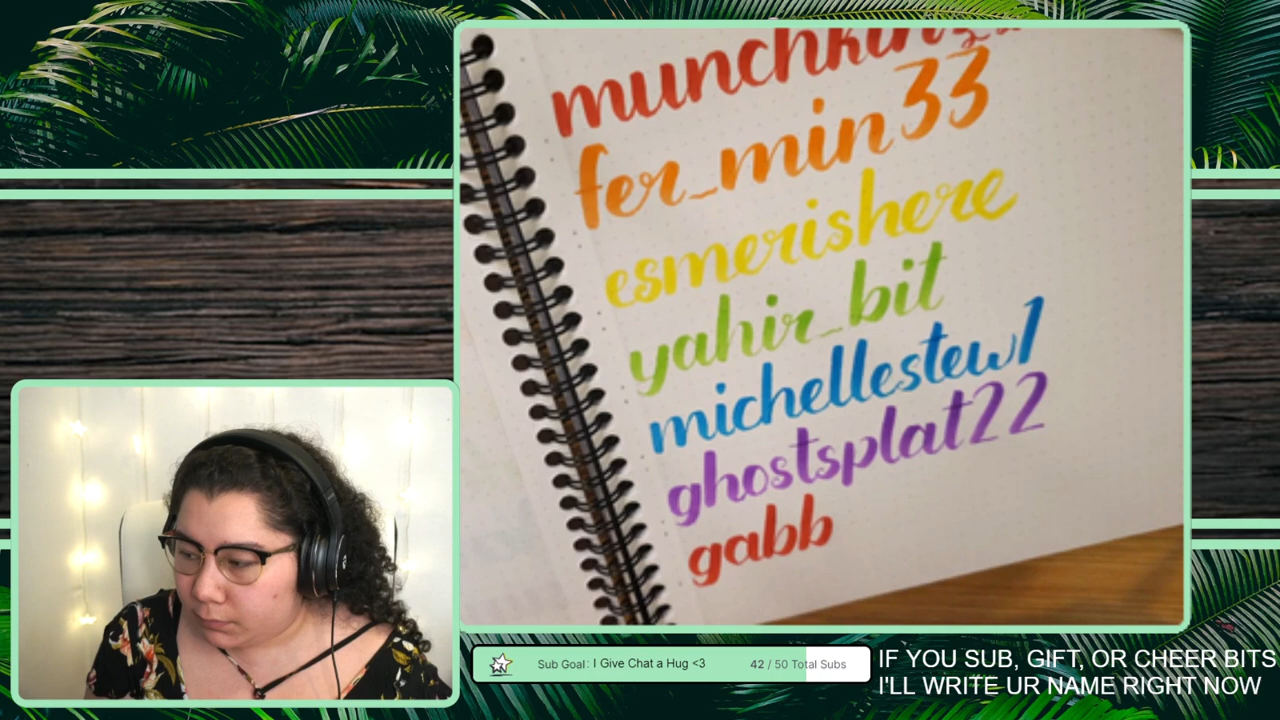 munchkin
fer_min33
esmerishere
yahir_bit
michellestew1
ghostsplat22
gabb
Sub Goal: I Give Chat a Hug <3 42 / 50 Total Subs
IF YOU SUB, GIFT, OR CHEER BITS
I'LL WRITE UR NAME RIGHT NOW